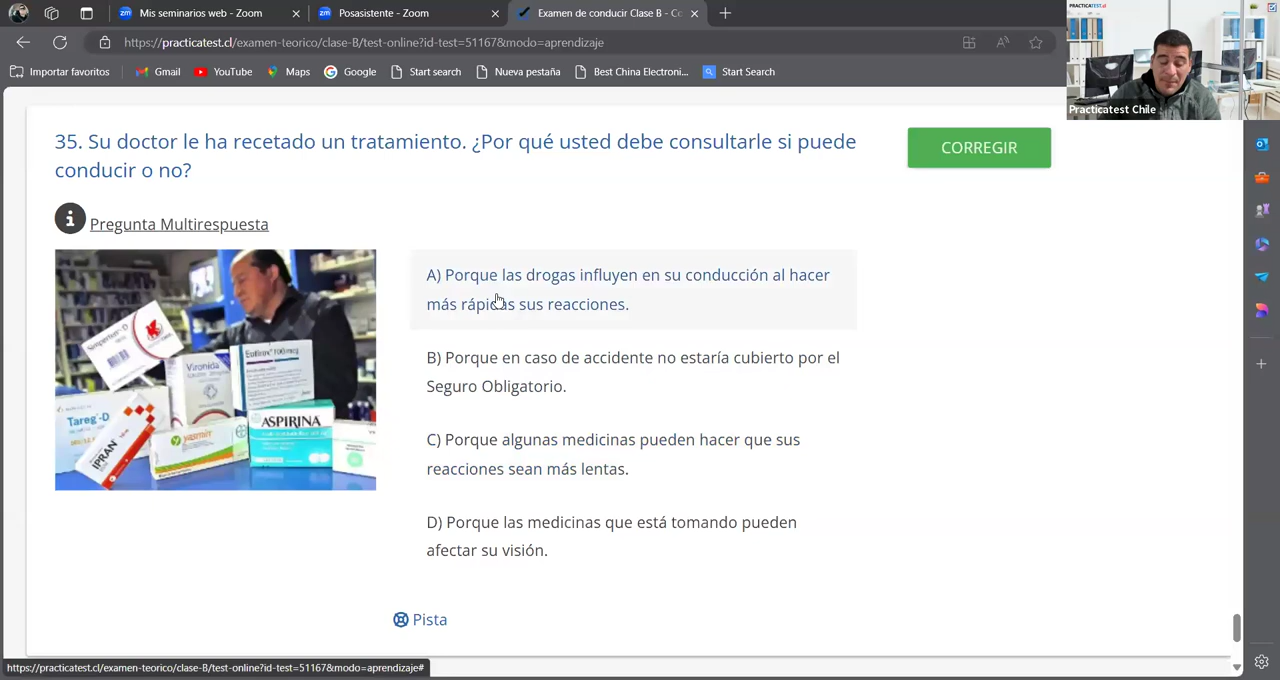 Mis seminarios web - Zoom
Posasistente - Zoom
Examen de conducir Clase B - Co
https://practicatest.cl/examen-teorico/clase-B/test-online?id-test=51167&modo=aprendizaje
Importar favoritos
Gmail
YouTube
Maps
Google
Start search
Nueva pestaña
Best China Electroni...
Start Search
PRACTICATEST.cl
Practicatest Chile
35. Su doctor le ha recetado un tratamiento. ¿Por qué usted debe consultarle si puede
conducir o no?
CORREGIR
Pregunta Multirespuesta
A) Porque las drogas influyen en su conducción al hacer
más rápidas sus reacciones.
B) Porque en caso de accidente no estaría cubierto por el
Seguro Obligatorio.
C) Porque algunas medicinas pueden hacer que sus
reacciones sean más lentas.
D) Porque las medicinas que está tomando pueden
afectar su visión.
Vironida
Eutirox
Tareg-D
IPRAN
yasmin
ASPIRINA
Pista
https://practicatest.cl/examen-teorico/clase-B/test-online?id-test=51167&modo=aprendizaje#